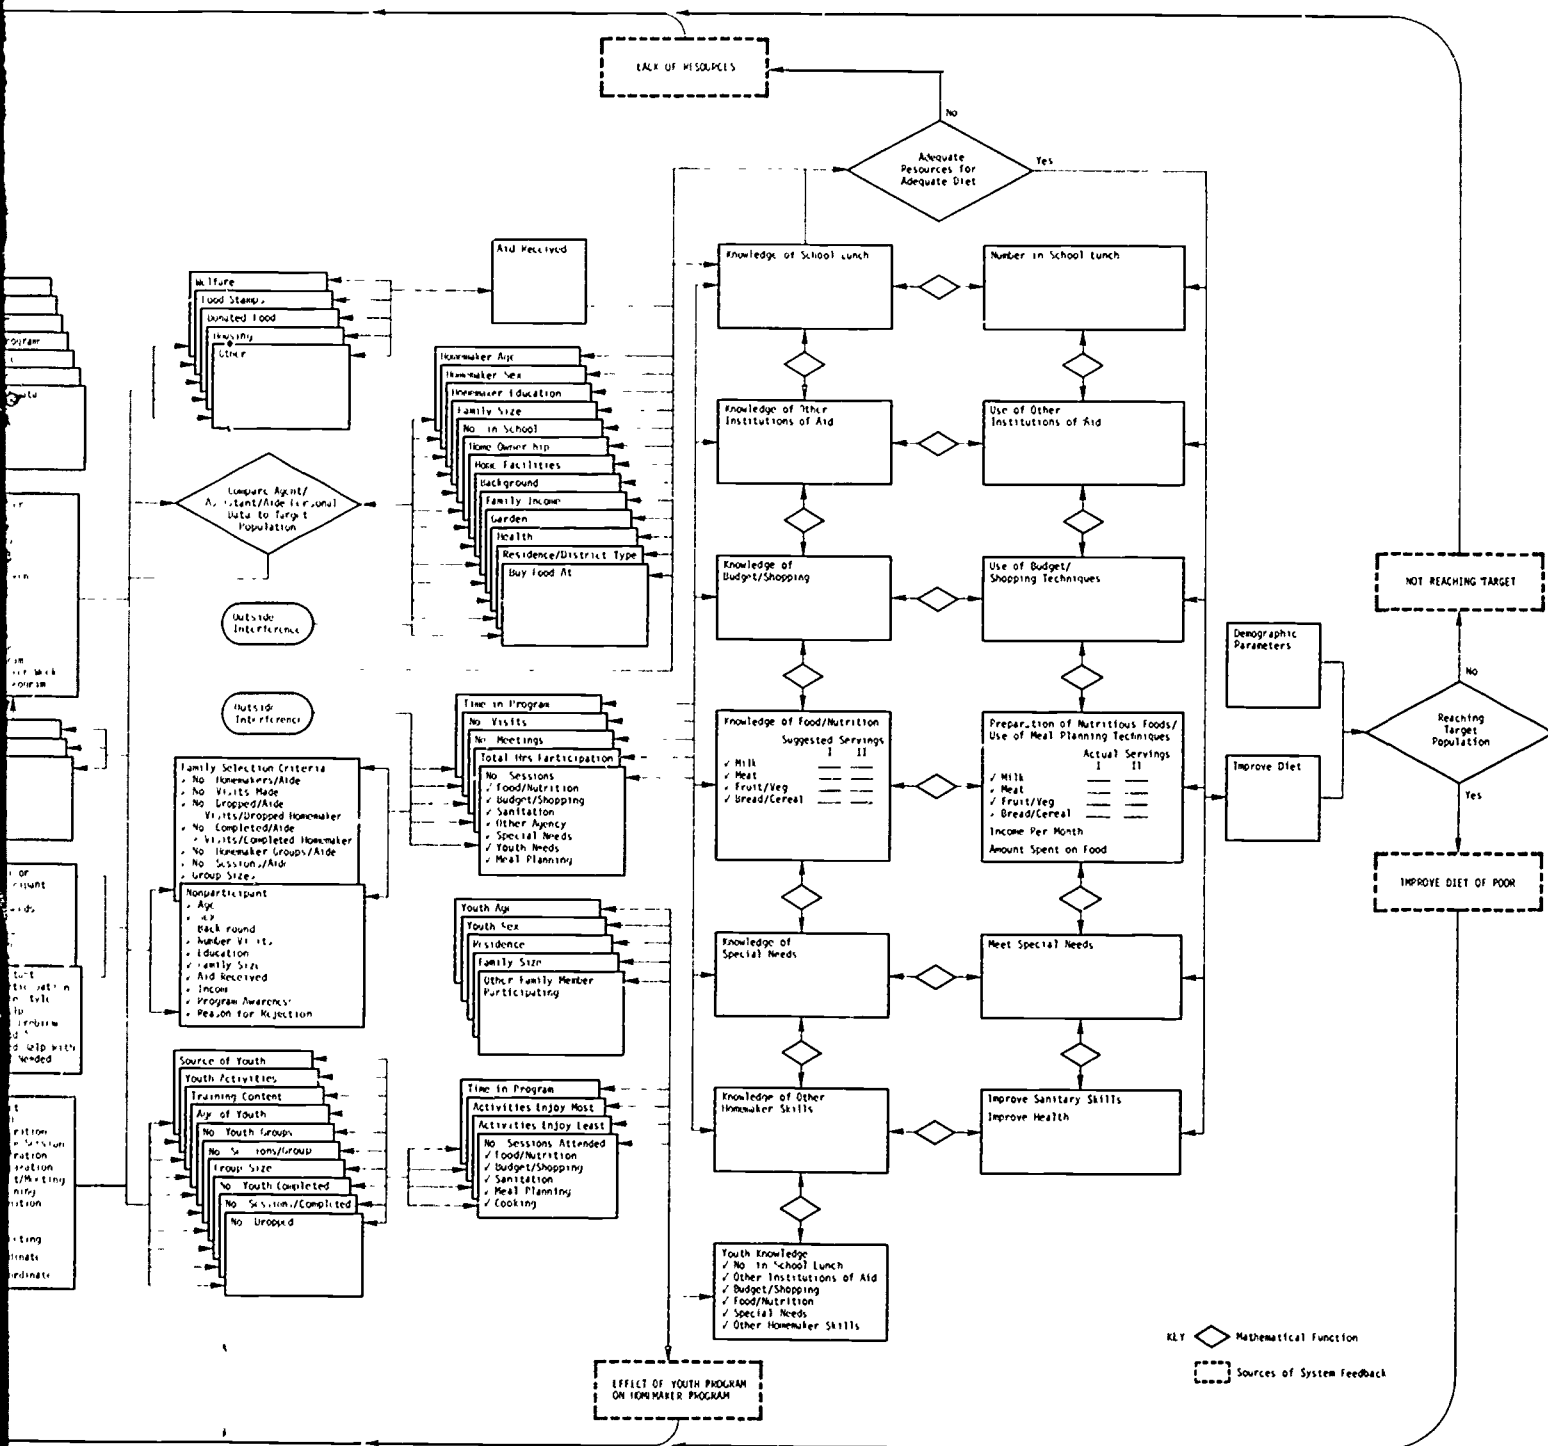 LACK OF RESOURCES
No
Adequate
Resources for
Adequate Diet
Yes
Aid Received
Welfare
Food Stamps
Donated Food
Housing
Other
Homemaker Age
Homemaker Sex
Homemaker Education
Family Size
No. in School
Home Ownership
Home Facilities
Background
Family Income
Garden
Health
Residence/District Type
Buy Food At
Compare Agent/
Assistant/Aide Personal
Data to Target
Population
Outside
Interference
Outside
Interference
Family Selection Criteria
✓ No Homemakers/Aide
✓ No Visits Made
✓ No Dropped/Aide
Visits/Dropped Homemaker
✓ No Completed/Aide
✓ Visits/Completed Homemaker
✓ No Homemaker Groups/Aide
✓ No Sessions/Aide
✓ Group Sizes
Nonparticipant
✓ Age
✓ Sex
Background
✓ Number Visits
✓ Education
✓ Family Size
✓ Aid Received
✓ Income
✓ Program Awareness
✓ Reason for Rejection
Source of Youth
Youth Activities
Training Content
Age of Youth
No Youth Groups
No Sessions/Group
Group Size
No Youth Completed
No Sessions/Completed
No Dropped
Time in Program
No Visits
No Meetings
Total Hrs Participation
No Sessions
✓ Food/Nutrition
✓ Budget/Shopping
✓ Sanitation
✓ Other Agency
✓ Special Needs
✓ Youth Needs
✓ Meal Planning
Youth Age
Youth Sex
Residence
Family Size
Other Family Member
Participating
Time in Program
Activities Enjoy Most
Activities Enjoy Least
No Sessions Attended
✓ Food/Nutrition
✓ Budget/Shopping
✓ Sanitation
✓ Meal Planning
✓ Cooking
Knowledge of School Lunch
Number in School Lunch
Knowledge of Other
Institutions of Aid
Use of Other
Institutions of Aid
Knowledge of
Budget/Shopping
Use of Budget/
Shopping Techniques
Knowledge of Food/Nutrition
Suggested Servings
I II
✓ Milk
✓ Meat
✓ Fruit/Veg
✓ Bread/Cereal
Preparation of Nutritious Foods/
Use of Meal Planning Techniques
Actual Servings
I II
✓ Milk
✓ Meat
✓ Fruit/Veg
✓ Bread/Cereal
Income Per Month
Amount Spent on Food
Knowledge of
Special Needs
Meet Special Needs
Knowledge of Other
Homemaker Skills
Improve Sanitary Skills
Improve Health
Youth Knowledge
✓ No in School Lunch
✓ Other Institutions of Aid
✓ Budget/Shopping
✓ Food/Nutrition
✓ Special Needs
✓ Other Homemaker Skills
Demographic
Parameters
Improve Diet
NOT REACHING TARGET
No
Reaching
Target
Population
Yes
IMPROVE DIET OF POOR
EFFECT OF YOUTH PROGRAM
ON HOMEMAKER PROGRAM
KEY
Mathematical Function
Sources of System Feedback